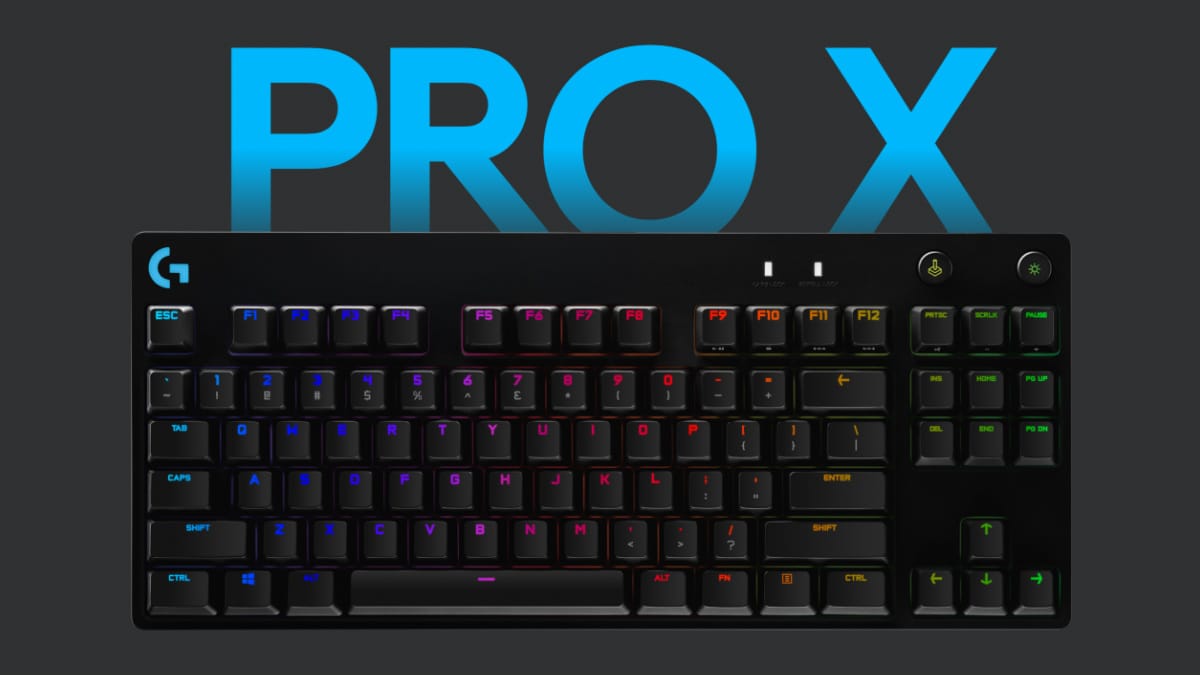 PRO X
ESC F1 F2 F3 F4 F5 F6 F7 F8 F9 F10 F11 F12 PRTSC SCRLK PAUSE
` 1 2 3 4 5 6 7 8 9 0 - = ← INS HOME PG UP
~ ! @ # $ % ^ & * ( ) _ +
TAB Q W E R T Y U I O P [ ] \ DEL END PG DN
{ } |
CAPS A S D F G H J K L ; ' ENTER
: "
SHIFT Z X C V B N M , . / SHIFT ↑
< > ?
CTRL ALT ALT FN CTRL ← ↓ →